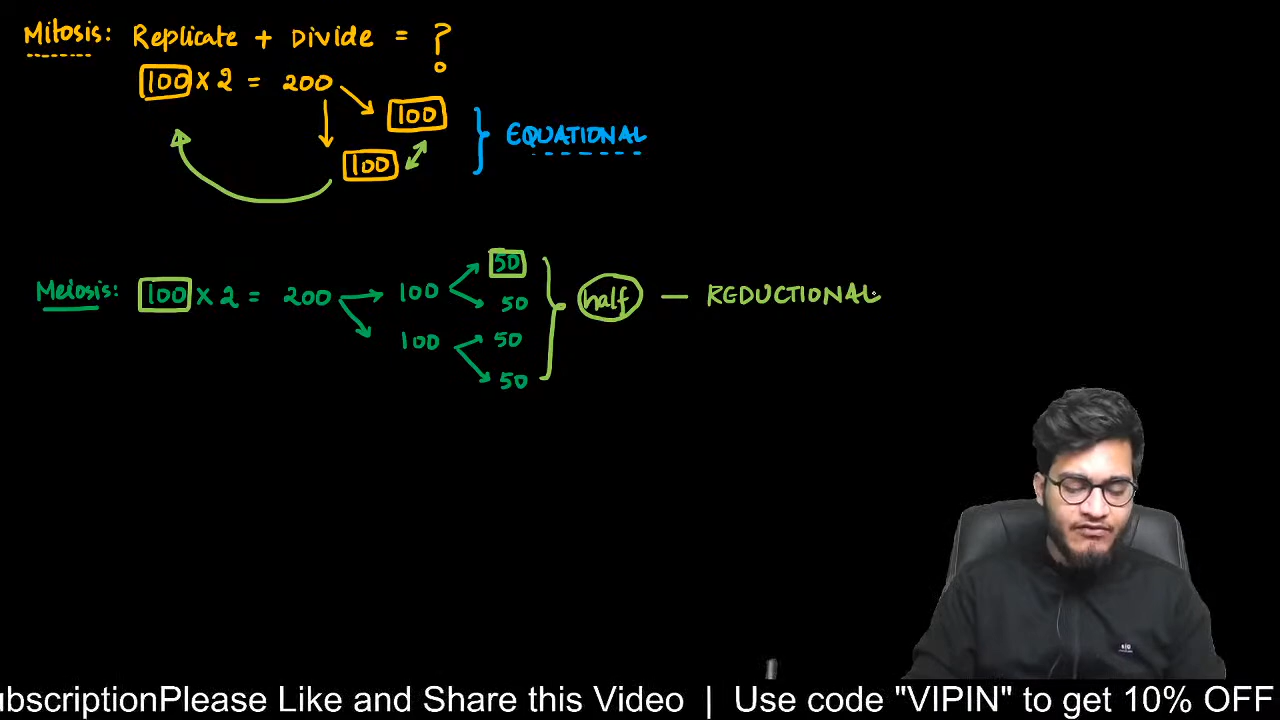 Mitosis: Replicate + Divide = ?
100 × 2 = 200
100
100
} EQUATIONAL
Meiosis: 100 × 2 = 200
100
100
50
50
50
50
} half — REDUCTIONAL
ubscriptionPlease Like and Share this Video | Use code "VIPIN" to get 10% OFF